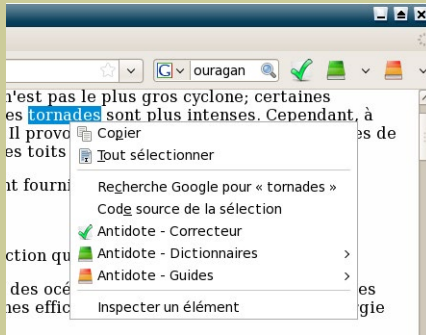 ouragan
n'est pas le plus gros cyclone; certaines
es tornades sont plus intenses. Cependant, à
Il provo es de
Copier
es toits
Tout sélectionner
nt fourni
Recherche Google pour « tornades »
Code source de la sélection
Antidote - Correcteur
ction qu
Antidote - Dictionnaires
Antidote - Guides
des océ es
nes effic rgie
Inspecter un élément